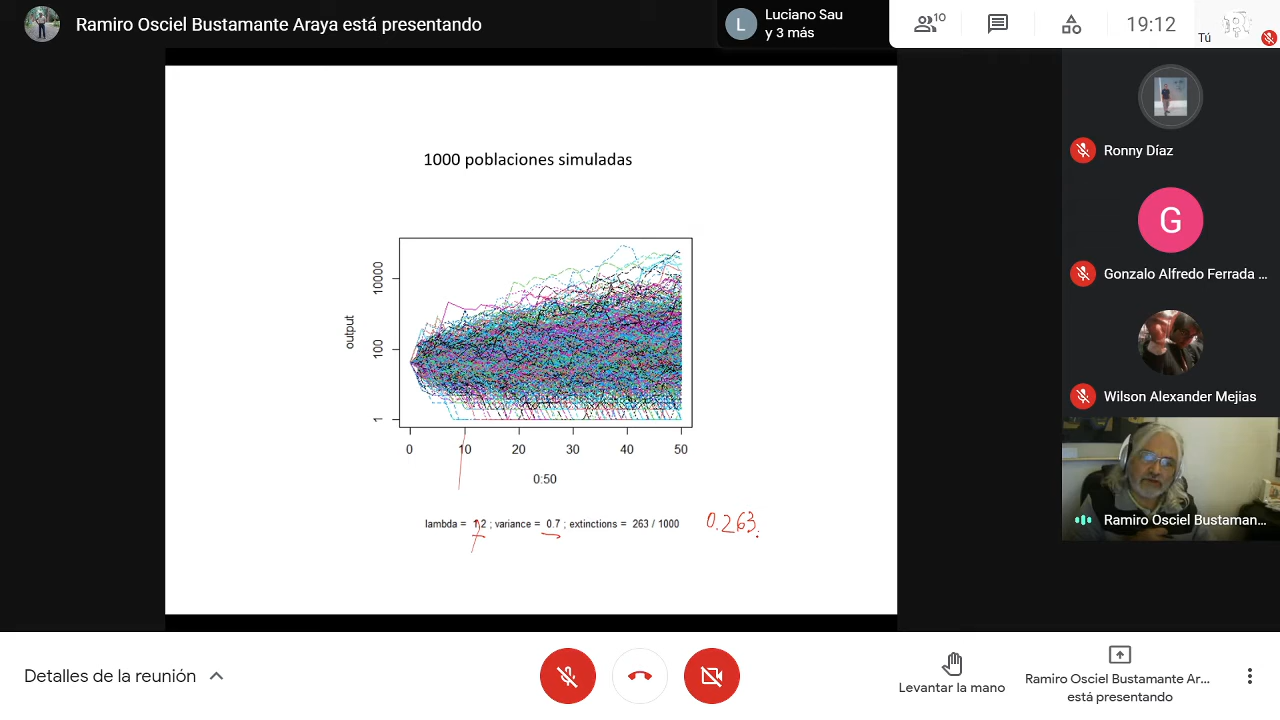 Ramiro Osciel Bustamante Araya está presentando
L
Luciano Sau
y 3 más
10
19:12
Tú
1000 poblaciones simuladas
output
10000
100
1
0 10 20 30 40 50
0:50
lambda = 1.2 ; variance = 0.7 ; extinctions = 263 / 1000
0.263.
Ronny Díaz
G
Gonzalo Alfredo Ferrada ...
Wilson Alexander Mejias
Ramiro Osciel Bustaman...
Detalles de la reunión
Levantar la mano
Ramiro Osciel Bustamante Ar...
está presentando